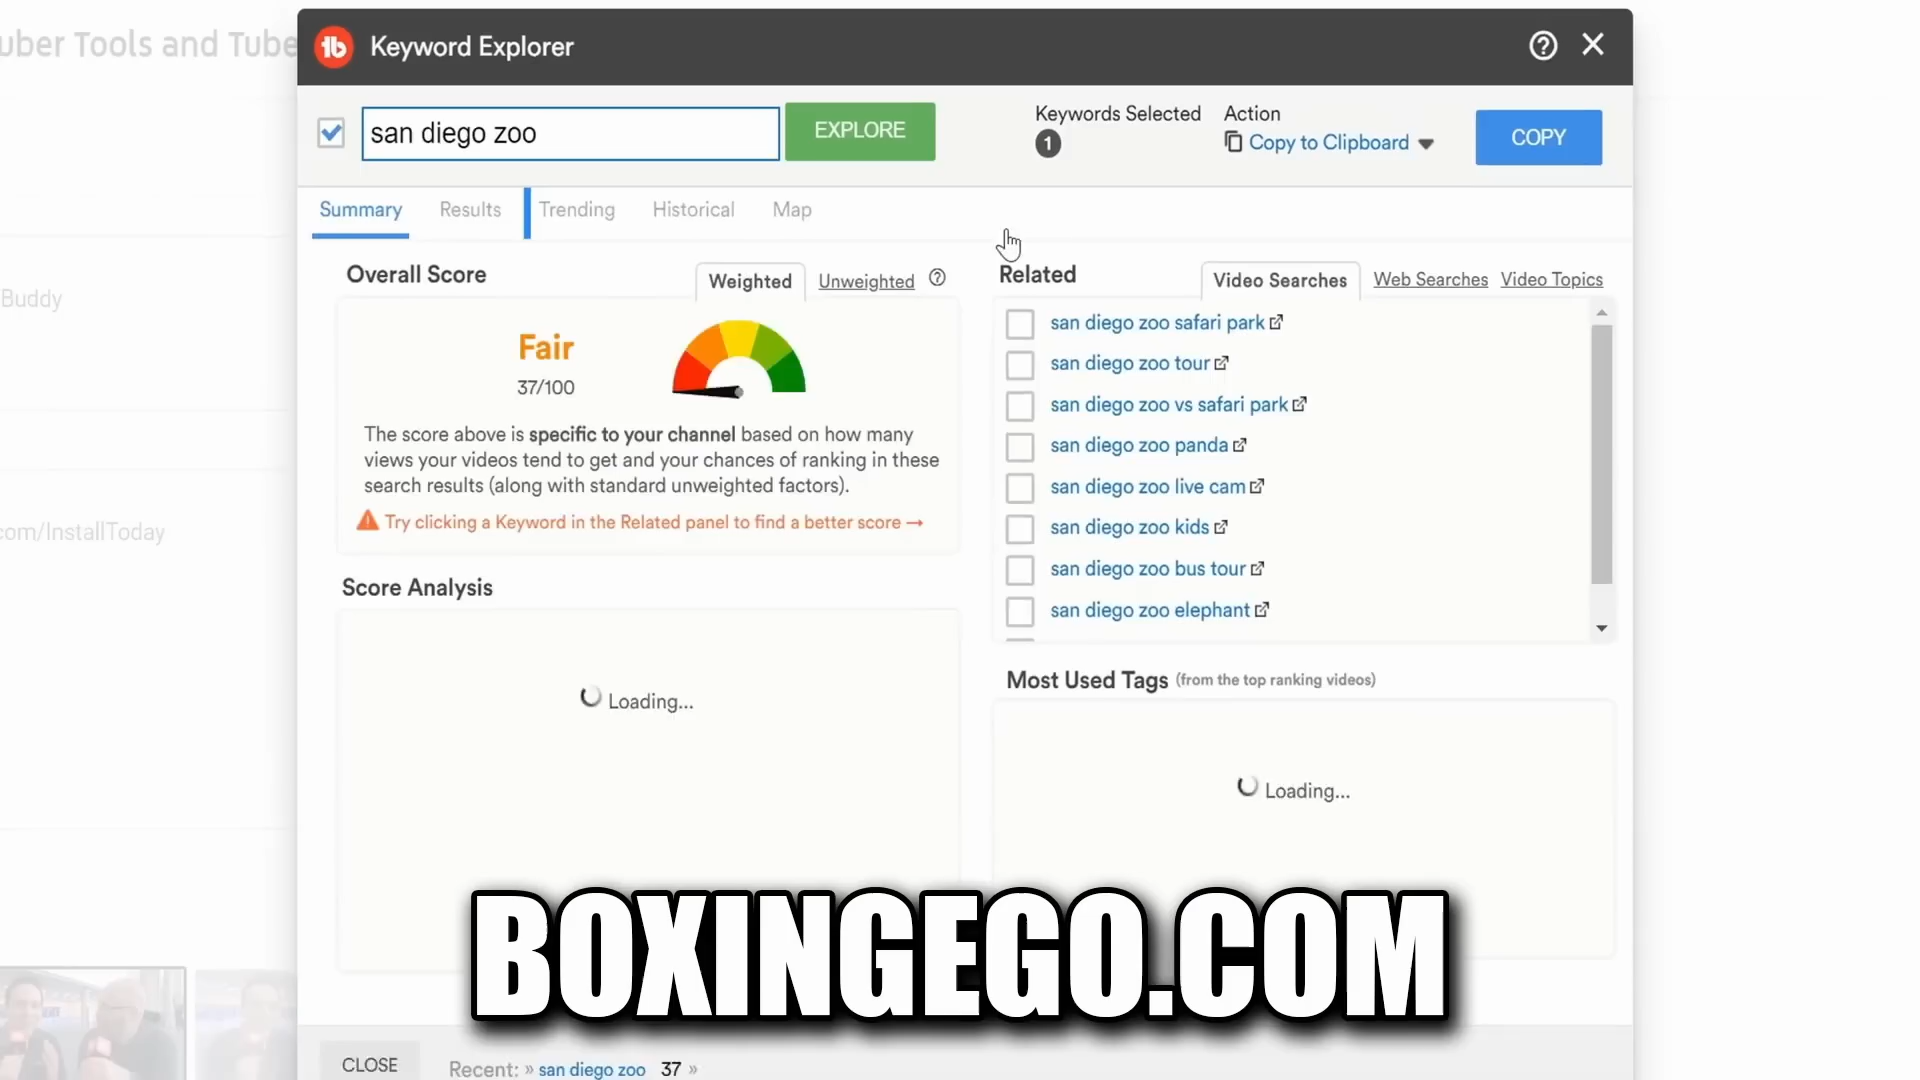 uber Tools and Tube
Keyword Explorer
san diego zoo
EXPLORE
Keywords Selected
1
Action
Copy to Clipboard
COPY
Summary
Results
Trending
Historical
Map
Overall Score
Weighted
Unweighted
Fair
37/100
The score above is specific to your channel based on how many
views your videos tend to get and your chances of ranking in these
search results (along with standard unweighted factors).
Try clicking a Keyword in the Related panel to find a better score →
Related
Video Searches
Web Searches
Video Topics
san diego zoo safari park
san diego zoo tour
san diego zoo vs safari park
san diego zoo panda
san diego zoo live cam
san diego zoo kids
san diego zoo bus tour
san diego zoo elephant
Buddy
com/InstallToday
Score Analysis
Loading...
Most Used Tags (from the top ranking videos)
Loading...
BOXINGEGO.COM
CLOSE
Recent: » san diego zoo 37 »